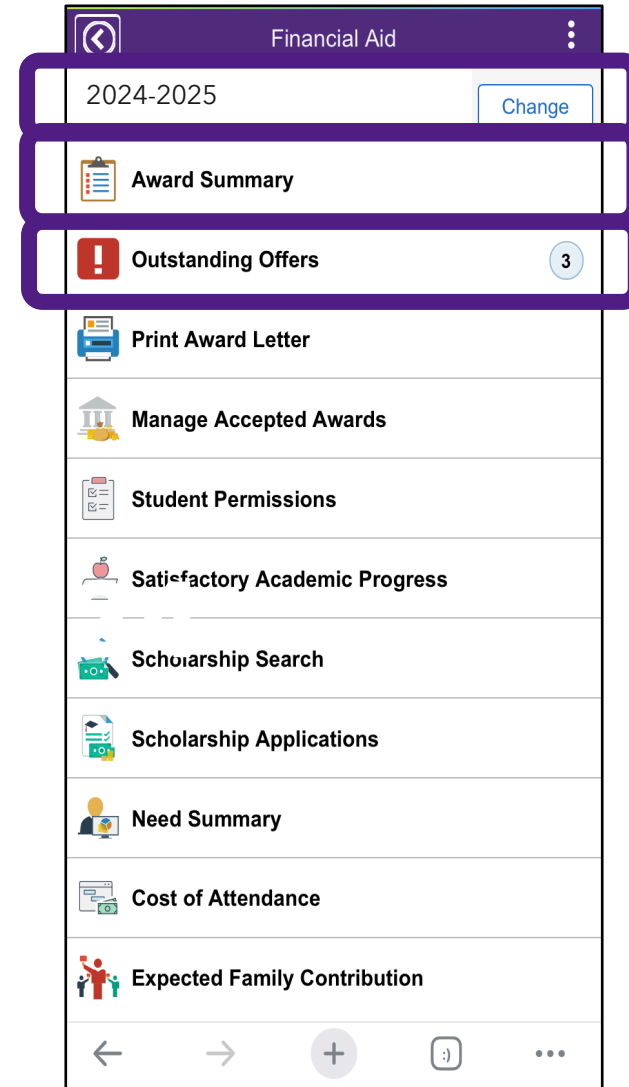 Financial Aid
2024-2025
Change
Award Summary
Outstanding Offers 3
Print Award Letter
Manage Accepted Awards
Student Permissions
Satisfactory Academic Progress
Scholarship Search
Scholarship Applications
Need Summary
Cost of Attendance
Expected Family Contribution
:)